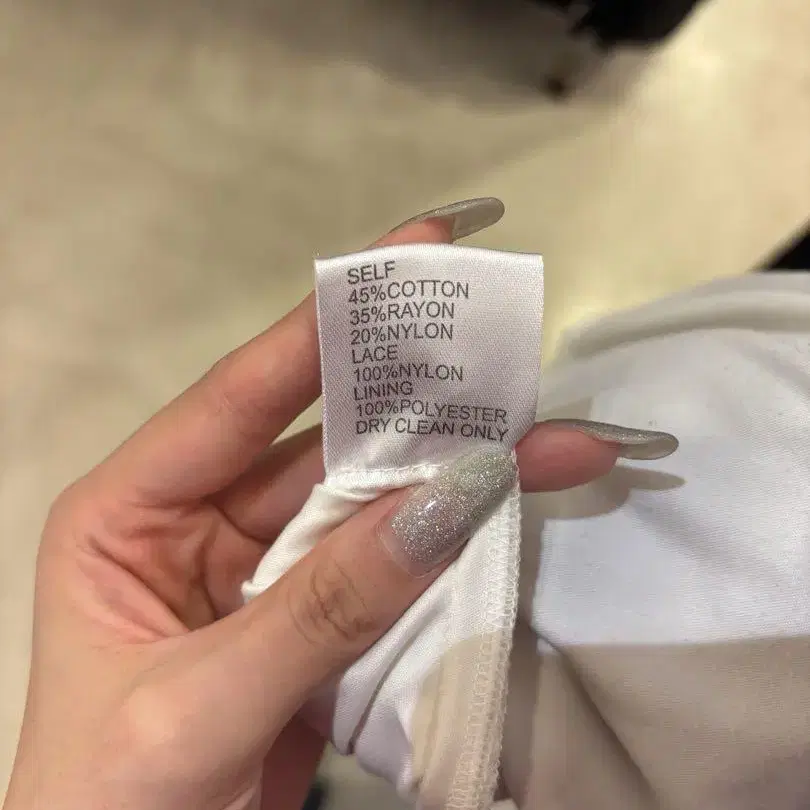 SELF
45%COTTON
35%RAYON
20%NYLON
LACE
100%NYLON
LINING
100%POLYESTER
DRY CLEAN ONLY